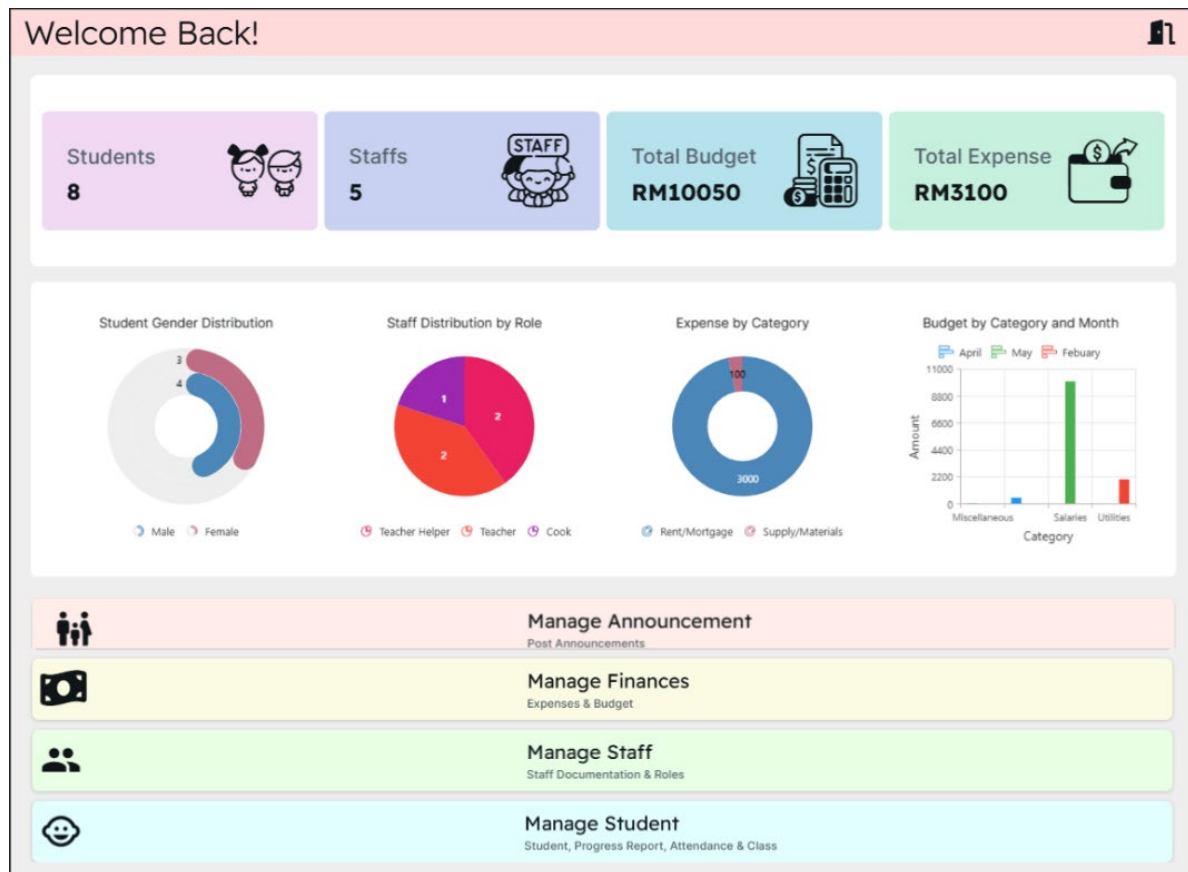 Welcome Back!
Students
8
STAFF
Staffs
5
Total Budget
RM10050
$
$
Total Expense
RM3100
$
Student Gender Distribution
3
4
Male Female
Staff Distribution by Role
1
2
2
Teacher Helper Teacher Cook
Expense by Category
100
3000
Rent/Mortgage Supply/Materials
Budget by Category and Month
April May Febuary
11000
8800
6600
4400
2200
0
Amount
Miscellaneous Salaries Utilities
Category
Manage Announcement
Post Announcements
Manage Finances
Expenses & Budget
Manage Staff
Staff Documentation & Roles
Manage Student
Student, Progress Report, Attendance & Class